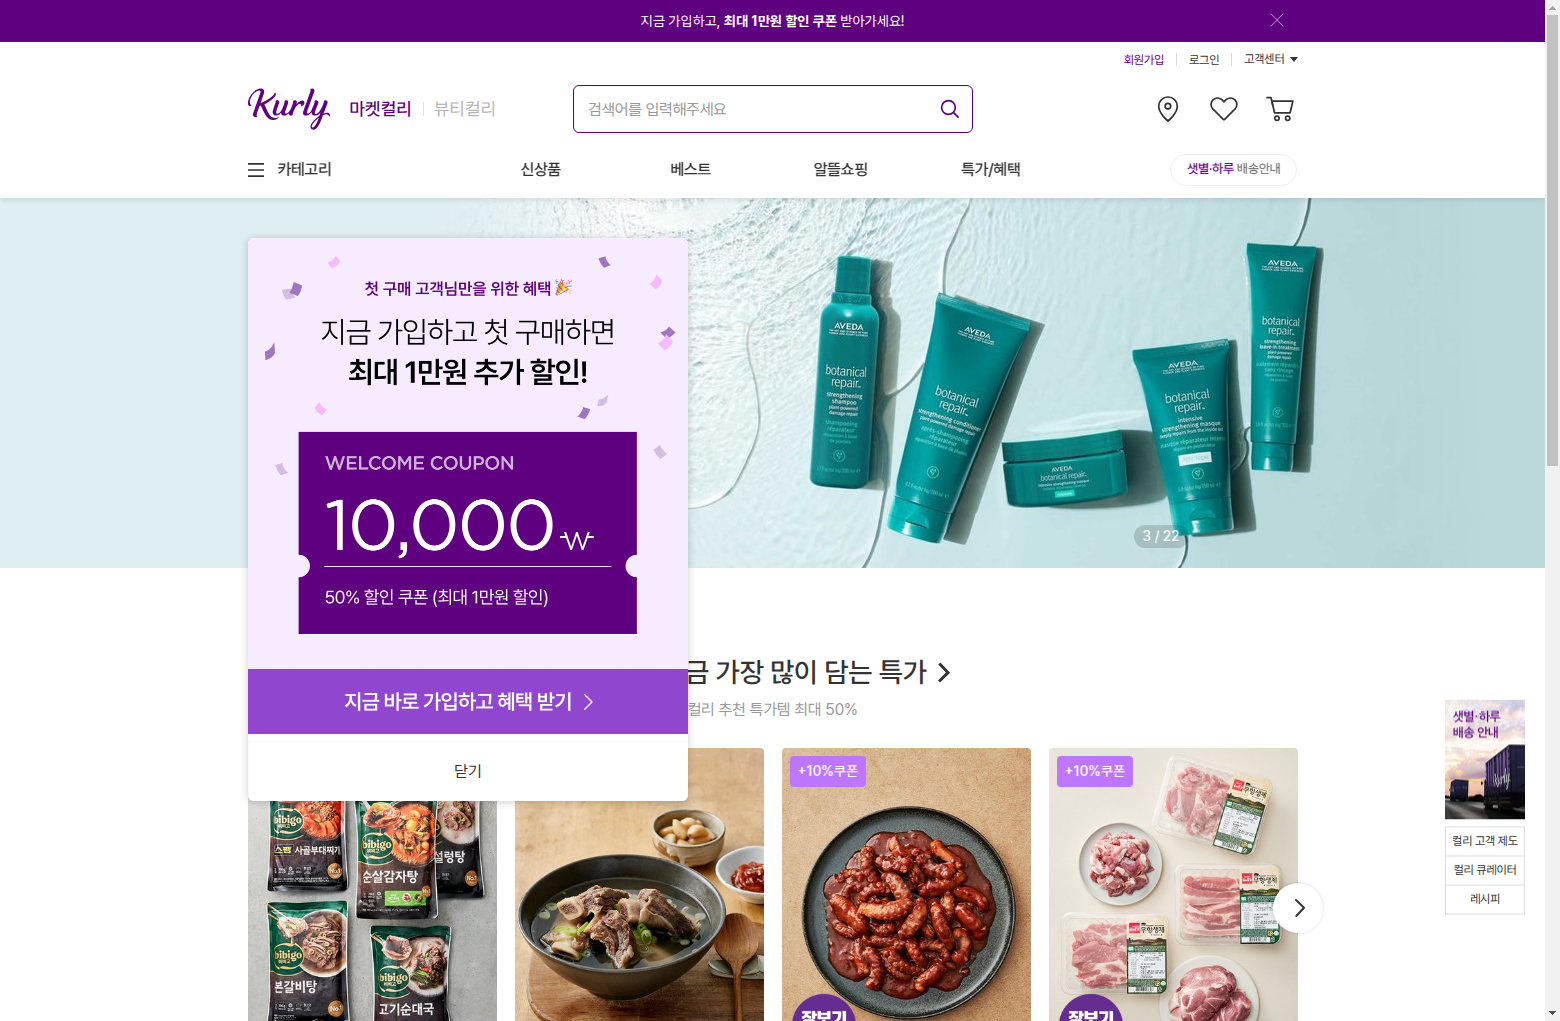 지금 가입하고, 최대 1만원 할인 쿠폰 받아가세요!
회원가입
로그인
고객센터
Kurly
마켓컬리
뷰티컬리
검색어를 입력해주세요
카테고리
신상품
베스트
알뜰쇼핑
특가/혜택
샛별·하루 배송안내
첫 구매 고객님만을 위한 혜택
지금 가입하고 첫 구매하면
최대 1만원 추가 할인!
WELCOME COUPON
10,000₩
50% 할인 쿠폰 (최대 1만원 할인)
지금 바로 가입하고 혜택 받기
닫기
AVEDA
botanical
repair
strengthening
shampoo
AVEDA
botanical
repair
strengthening conditioner
AVEDA
botanical repair
AVEDA
botanical
repair
intensive
strengthening masque
AVEDA
botanical
repair
strengthening
leave-in treatment
3 / 22
금 가장 많이 담는 특가
컬리 추천 특가템 최대 50%
bibigo
스팸 사골부대찌개
bibigo
순살감자탕
설렁탕
bibigo
본갈비탕
bibigo
고기순대국
+10%쿠폰
장보기
+10%쿠폰
무항생제
무항생제
무항생제
장보기
샛별·하루
배송 안내
Kurly
컬리 고객 제도
컬리 큐레이터
레시피